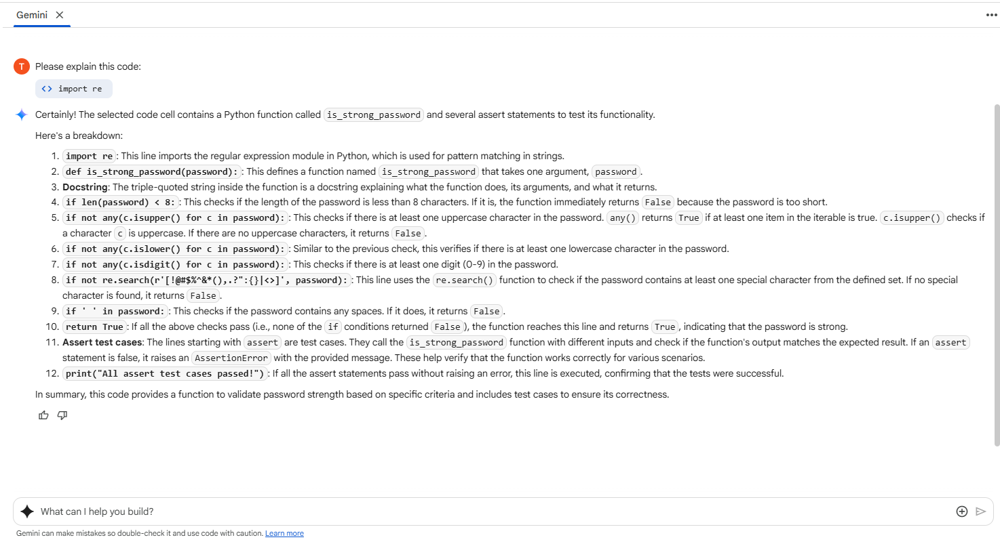 Gemini
T
Please explain this code:
<> import re
Certainly! The selected code cell contains a Python function called is_strong_password and several assert statements to test its functionality.
Here's a breakdown:
1. import re: This line imports the regular expression module in Python, which is used for pattern matching in strings.
2. def is_strong_password(password):: This defines a function named is_strong_password that takes one argument, password.
3. Docstring: The triple-quoted string inside the function is a docstring explaining what the function does, its arguments, and what it returns.
4. if len(password) < 8:: This checks if the length of the password is less than 8 characters. If it is, the function immediately returns False because the password is too short.
5. if not any(c.isupper() for c in password):: This checks if there is at least one uppercase character in the password. any() returns True if at least one item in the iterable is true. c.isupper() checks if
a character c is uppercase. If there are no uppercase characters, it returns False.
6. if not any(c.islower() for c in password):: Similar to the previous check, this verifies if there is at least one lowercase character in the password.
7. if not any(c.isdigit() for c in password):: This checks if there is at least one digit (0-9) in the password.
8. if not re.search(r'[!@#$%^&*(),.?":{}|<>]', password):: This line uses the re.search() function to check if the password contains at least one special character from the defined set. If no special
character is found, it returns False.
9. if ' ' in password:: This checks if the password contains any spaces. If it does, it returns False.
10. return True: If all the above checks pass (i.e., none of the if conditions returned False), the function reaches this line and returns True, indicating that the password is strong.
11. Assert test cases: The lines starting with assert are test cases. They call the is_strong_password function with different inputs and check if the function's output matches the expected result. If an assert
statement is false, it raises an AssertionError with the provided message. These help verify that the function works correctly for various scenarios.
12. print("All assert test cases passed!"): If all the assert statements pass without raising an error, this line is executed, confirming that the tests were successful.
In summary, this code provides a function to validate password strength based on specific criteria and includes test cases to ensure its correctness.
What can I help you build?
Gemini can make mistakes so double-check it and use code with caution. Learn more